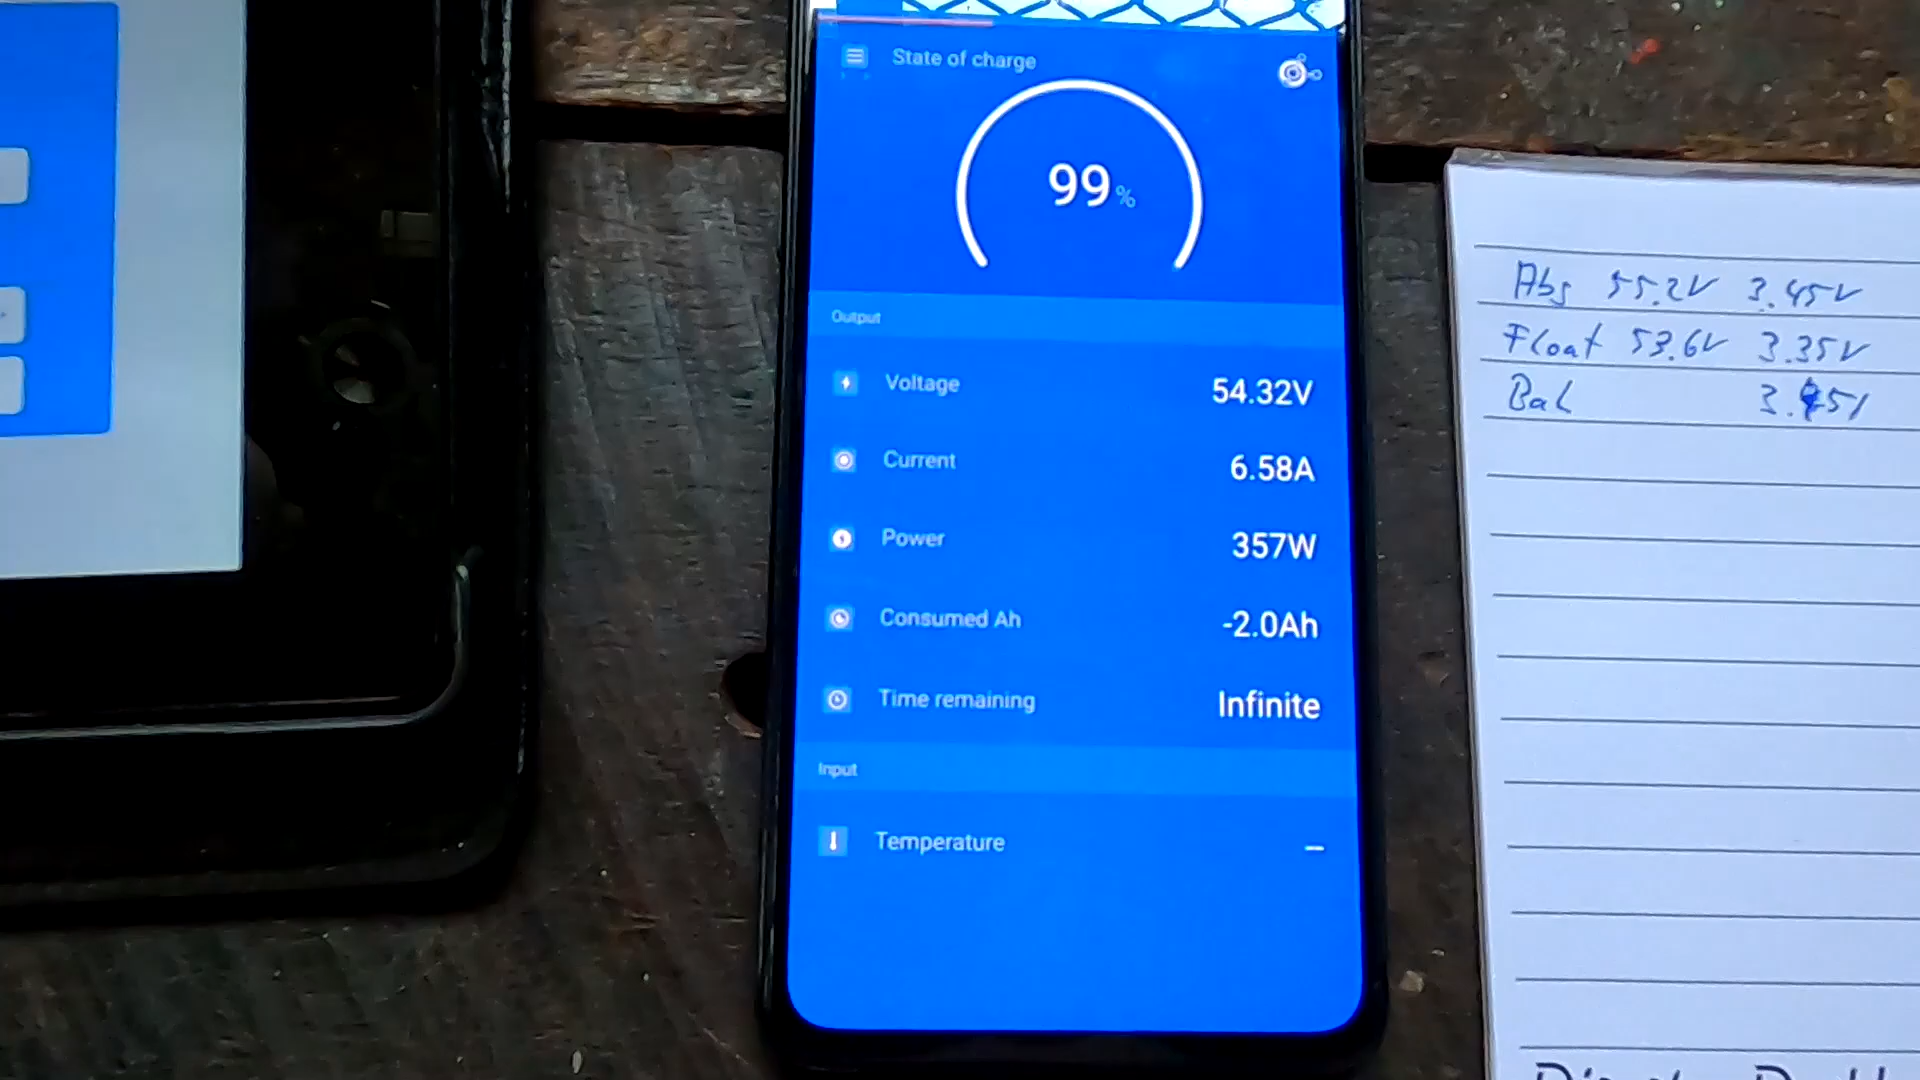 State of charge
99%
Output
Voltage 54.32V
Current 6.58A
Power 357W
Consumed Ah -2.0Ah
Time remaining Infinite
Input
Temperature –
Abs 55.2V 3.45V
Float 53.6V 3.35V
Bal